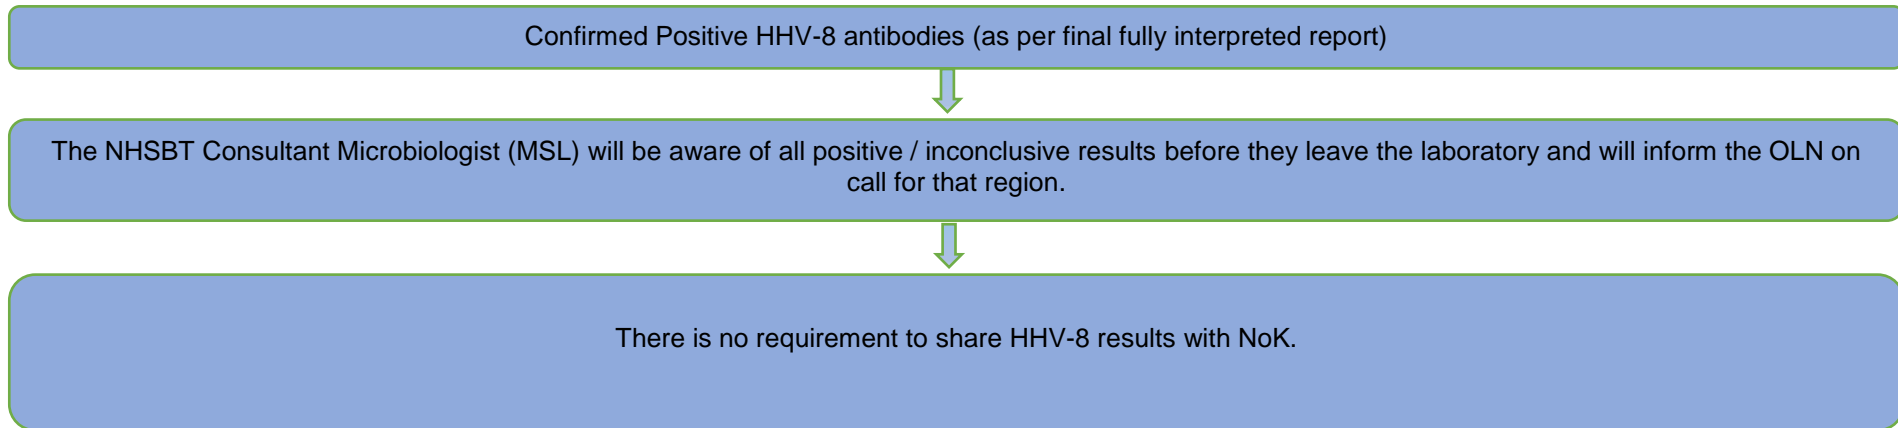 Confirmed Positive HHV-8 antibodies (as per final fully interpreted report)
The NHSBT Consultant Microbiologist (MSL) will be aware of all positive / inconclusive results before they leave the laboratory and will inform the OLN on
call for that region.
There is no requirement to share HHV-8 results with NoK.